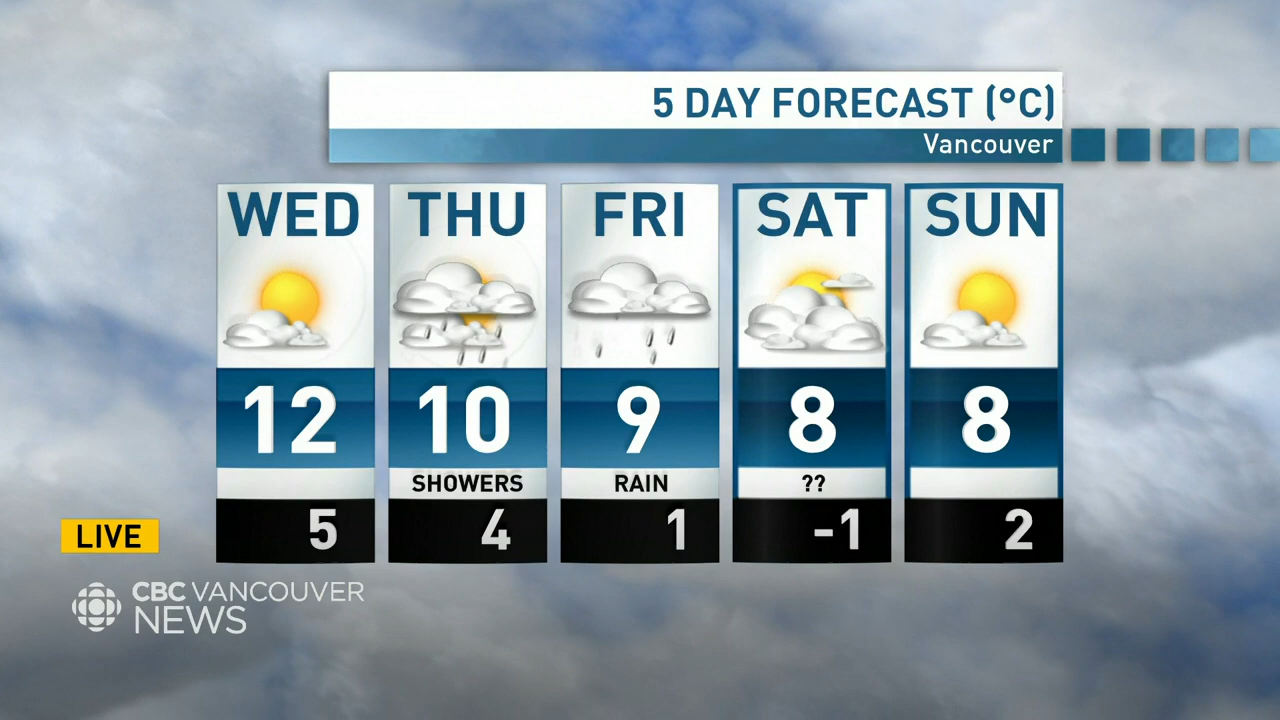 5 DAY FORECAST (°C)
Vancouver
WED THU FRI SAT SUN
12 10 9 8 8
SHOWERS RAIN ??
5 4 1 -1 2
LIVE
CBC VANCOUVER
NEWS